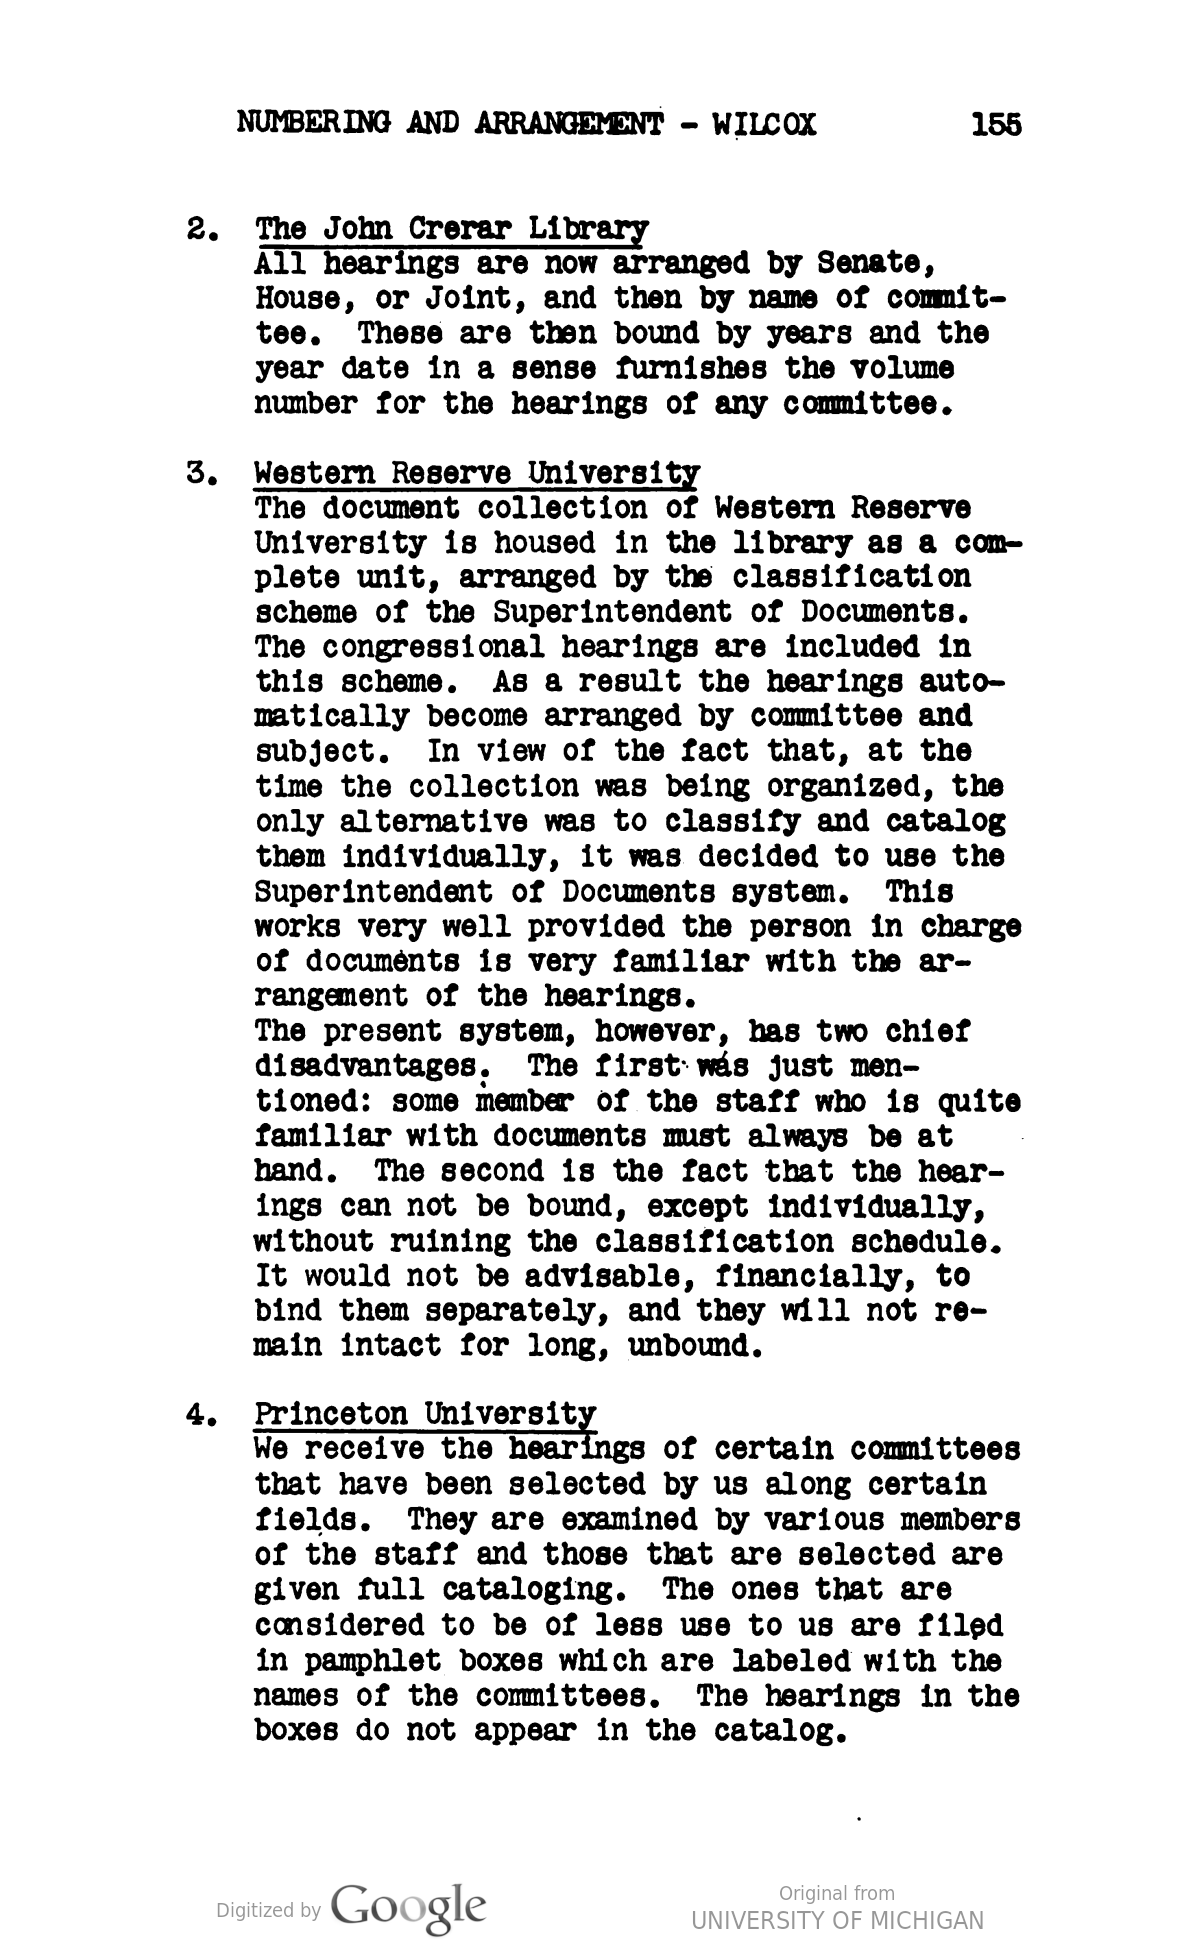 NUMBERING AND ARRANGEMENT - WILCOX 155
2. The John Crerar Library
All hearings are now arranged by Senate,
House, or Joint, and then by name of commit-
tee. These are then bound by years and the
year date in a sense furnishes the volume
number for the hearings of any committee.
3. Western Reserve University
The document collection of Western Reserve
University is housed in the library as a com-
plete unit, arranged by the classification
scheme of the Superintendent of Documents.
The congressional hearings are included in
this scheme. As a result the hearings auto-
matically become arranged by committee and
subject. In view of the fact that, at the
time the collection was being organized, the
only alternative was to classify and catalog
them individually, it was decided to use the
Superintendent of Documents system. This
works very well provided the person in charge
of documents is very familiar with the ar-
rangement of the hearings.
The present system, however, has two chief
disadvantages. The first was just men-
tioned: some member of the staff who is quite
familiar with documents must always be at
hand. The second is the fact that the hear-
ings can not be bound, except individually,
without ruining the classification schedule.
It would not be advisable, financially, to
bind them separately, and they will not re-
main intact for long, unbound.
4. Princeton University
We receive the hearings of certain committees
that have been selected by us along certain
fields. They are examined by various members
of the staff and those that are selected are
given full cataloging. The ones that are
considered to be of less use to us are filed
in pamphlet boxes which are labeled with the
names of the committees. The hearings in the
boxes do not appear in the catalog.
Digitized by Google
Original from
UNIVERSITY OF MICHIGAN